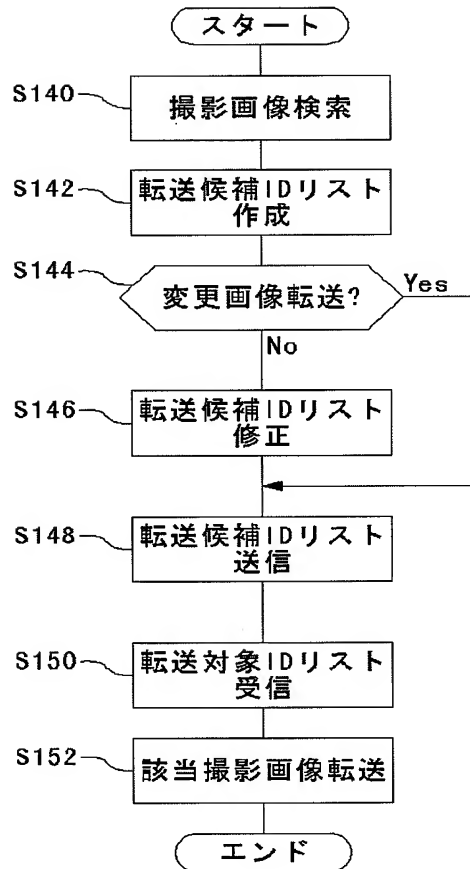 スタート
S140
撮影画像検索
S142
転送候補IDリスト
作成
S144
変更画像転送?
Yes
No
S146
転送候補IDリスト
修正
S148
転送候補IDリスト
送信
S150
転送対象IDリスト
受信
S152
該当撮影画像転送
エンド